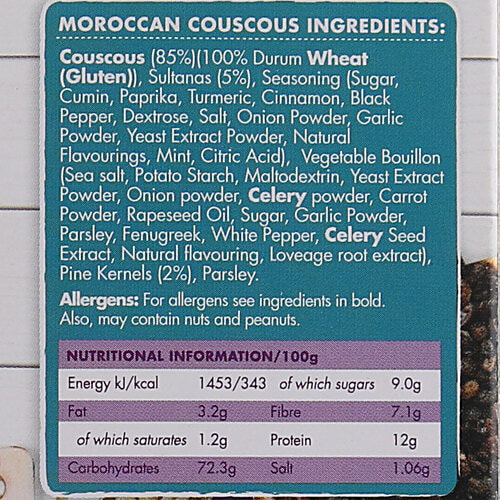 MOROCCAN COUSCOUS INGREDIENTS:
Couscous (85%)(100% Durum Wheat
(Gluten)), Sultanas (5%), Seasoning (Sugar,
Cumin, Paprika, Turmeric, Cinnamon, Black
Pepper, Dextrose, Salt, Onion Powder, Garlic
Powder, Yeast Extract Powder, Natural
Flavourings, Mint, Citric Acid), Vegetable Bouillon
(Sea salt, Potato Starch, Maltodextrin, Yeast Extract
Powder, Onion powder, Celery powder, Carrot
Powder, Rapeseed Oil, Sugar, Garlic Powder,
Parsley, Fenugreek, White Pepper, Celery Seed
Extract, Natural flavouring, Loveage root extract),
Pine Kernels (2%), Parsley.
Allergens: For allergens see ingredients in bold.
Also, may contain nuts and peanuts.
NUTRITIONAL INFORMATION/100g
Energy kJ/kcal 1453/343 of which sugars 9.0g
Fat 3.2g Fibre 7.1g
of which saturates 1.2g Protein 12g
Carbohydrates 72.3g Salt 1.06g